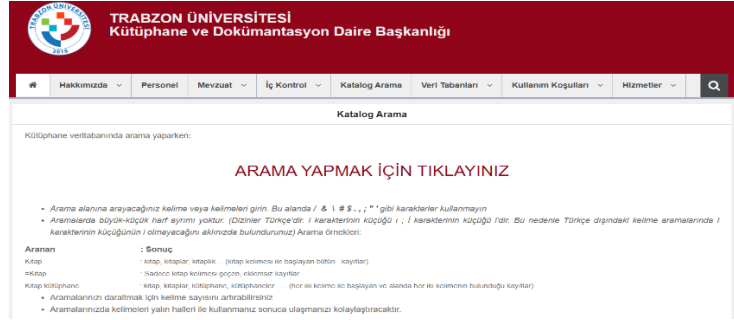 TRABZON ÜNİVERSİTESİ
2018
TRABZON ÜNİVERSİTESİ
Kütüphane ve Dokümantasyon Daire Başkanlığı
Hakkımızda Personel Mevzuat İç Kontrol Katalog Arama Veri Tabanları Kullanım Koşulları Hizmetler
Katalog Arama
Kütüphane veritabanında arama yaparken:
ARAMA YAPMAK İÇİN TIKLAYINIZ
• Arama alanına arayacağınız kelime veya kelimeleri girin. Bu alanda / & \ # $ . , ; " ' gibi karakterler kullanmayın
• Aramalarda büyük-küçük harf ayrımı yoktur. (Dizinler Türkçe'dir. I karakterinin küçüğü ı ; İ karakterinin küçüğü i'dir. Bu nedenle Türkçe dışındaki kelime aramalarında I
karakterinin küçüğünün i olmayacağını aklınızda bulundurunuz) Arama örnekleri:
Aranan : Sonuç
Kitap : kitap, kitaplar, kitaplık ... (kitap kelimesi ile başlayan bütün kayıtlar)
=Kitap : Sadece kitap kelimesi geçen, eklemsiz kayıtlar
Kitap kütüphane : kitap, kitaplar, kütüphane, kütüphaneler ... (her iki kelime ile başlayan ve alanda her iki kelimenin bulunduğu kayıtlar)
• Aramalarınızı daraltmak için kelime sayısını artırabilirsiniz
• Aramalarınızda kelimeleri yalın halleri ile kullanmanız sonuca ulaşmanızı kolaylaştıracaktır.